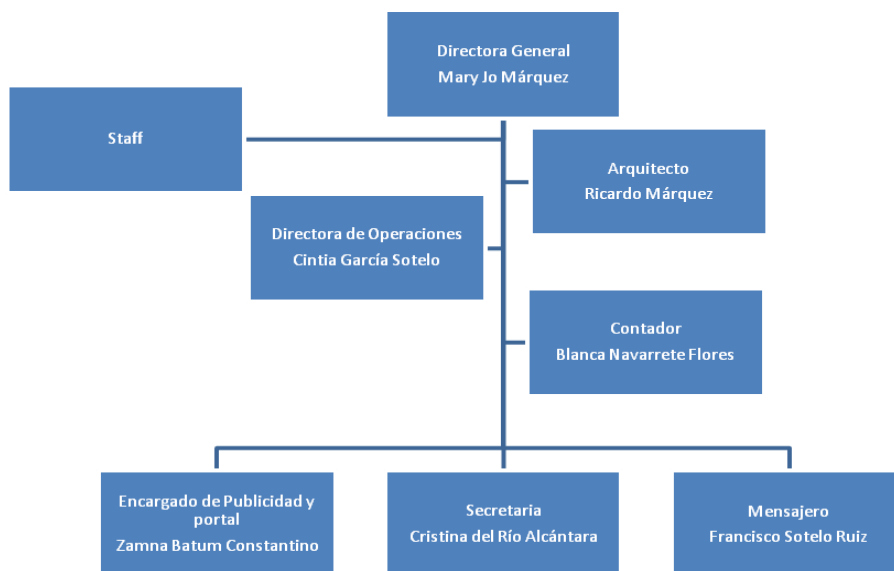 Directora General
Mary Jo Márquez
Staff
Arquitecto
Ricardo Márquez
Directora de Operaciones
Cintia García Sotelo
Contador
Blanca Navarrete Flores
Encargado de Publicidad y
portal
Zamna Batum Constantino
Secretaria
Cristina del Río Alcántara
Mensajero
Francisco Sotelo Ruiz